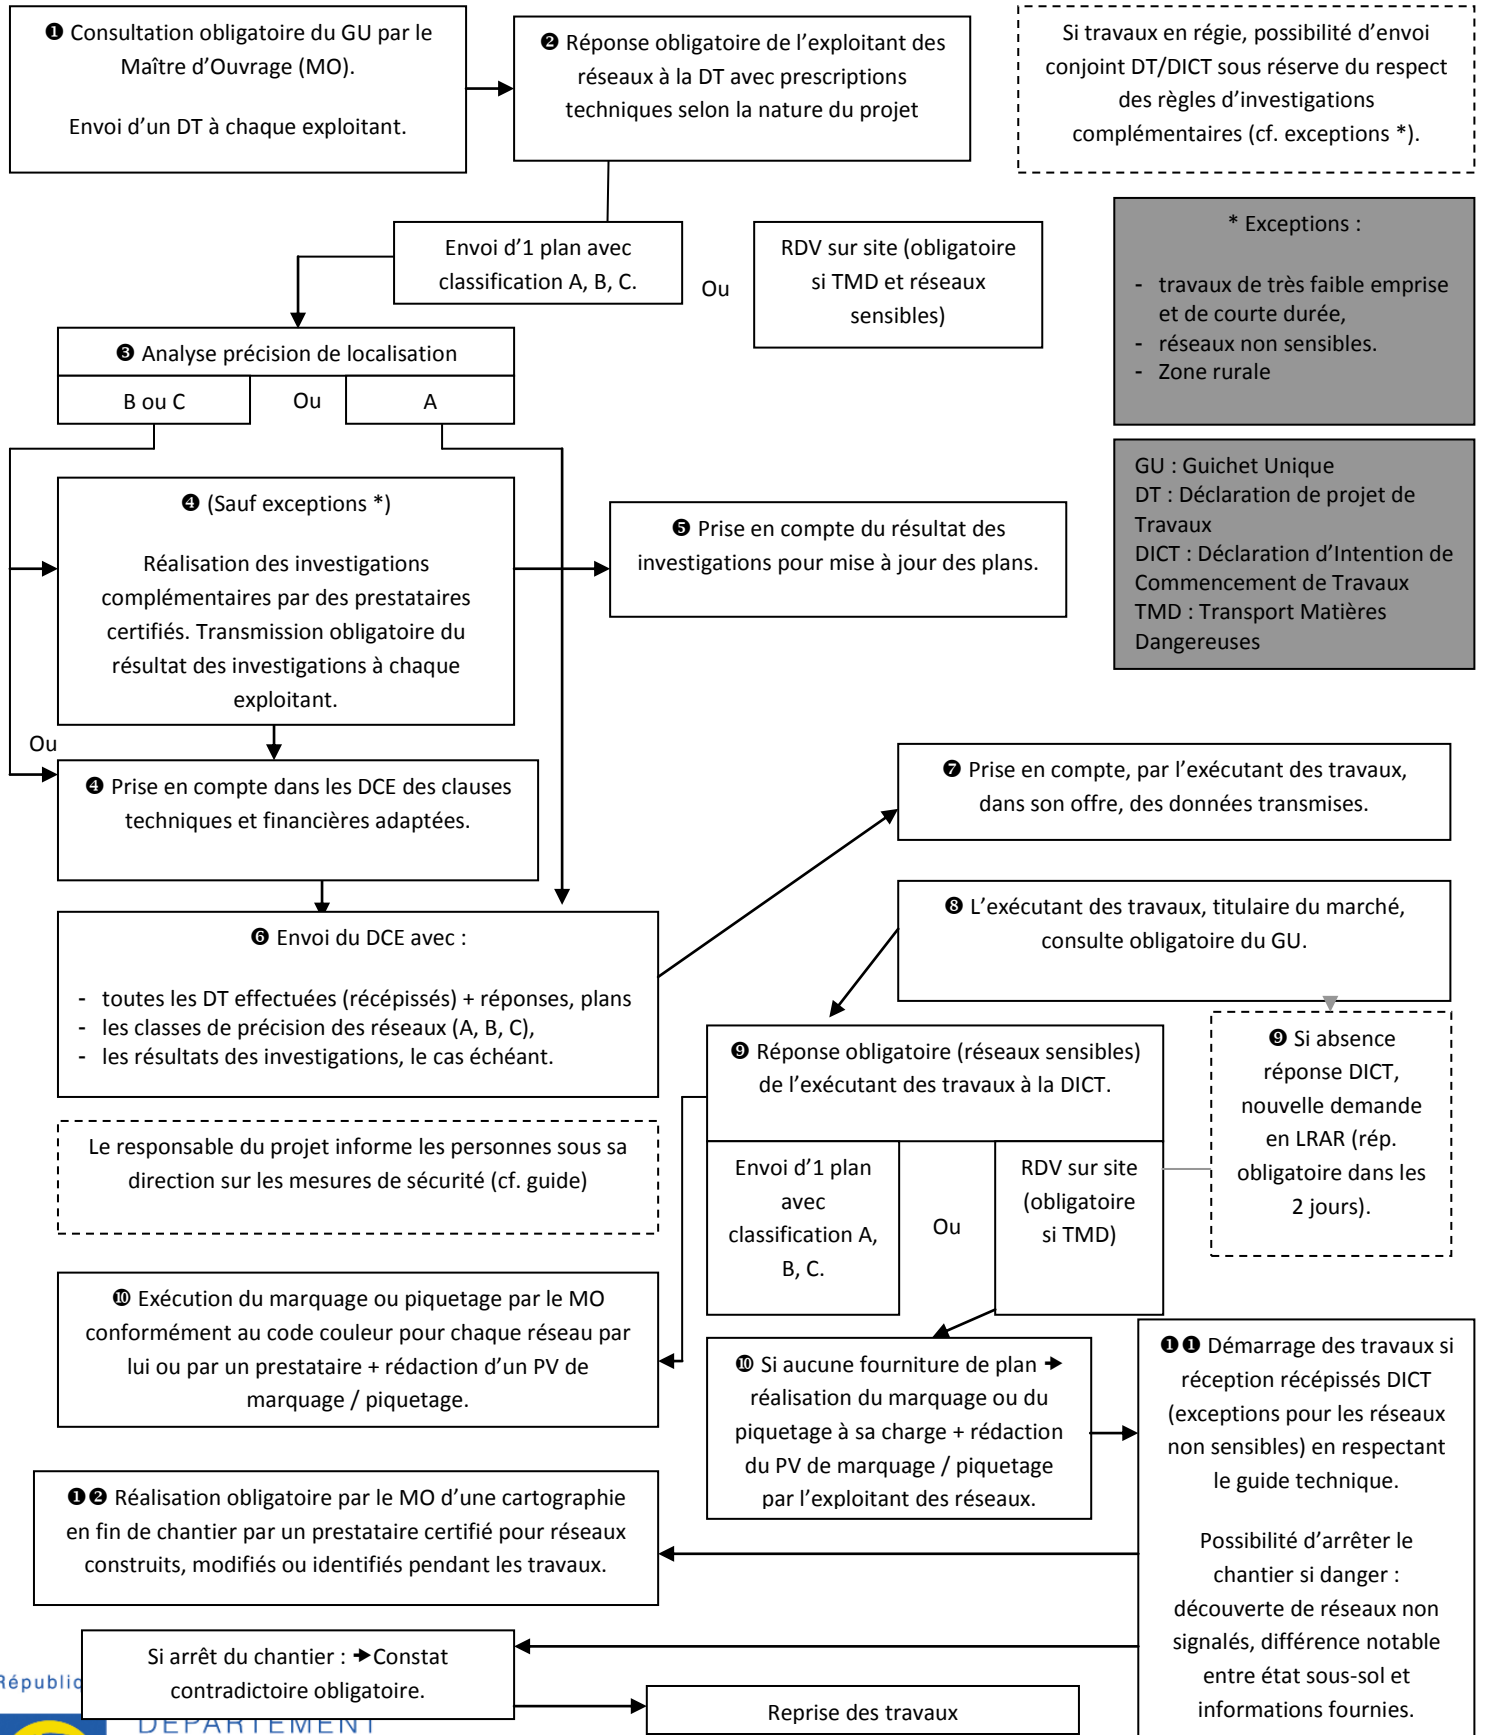 ❶ Consultation obligatoire du GU par le
Maître d'Ouvrage (MO).
Envoi d'un DT à chaque exploitant.
❷ Réponse obligatoire de l'exploitant des
réseaux à la DT avec prescriptions
techniques selon la nature du projet
Si travaux en régie, possibilité d'envoi
conjoint DT/DICT sous réserve du respect
des règles d'investigations
complémentaires (cf. exceptions *).
Envoi d'1 plan avec
classification A, B, C.
Ou
RDV sur site (obligatoire
si TMD et réseaux
sensibles)
* Exceptions :
- travaux de très faible emprise
et de courte durée,
- réseaux non sensibles.
- Zone rurale
❸ Analyse précision de localisation
B ou C
Ou
A
GU : Guichet Unique
DT : Déclaration de projet de
Travaux
DICT : Déclaration d'Intention de
Commencement de Travaux
TMD : Transport Matières
Dangereuses
❹ (Sauf exceptions *)
Réalisation des investigations
complémentaires par des prestataires
certifiés. Transmission obligatoire du
résultat des investigations à chaque
exploitant.
❺ Prise en compte du résultat des
investigations pour mise à jour des plans.
Ou
❹ Prise en compte dans les DCE des clauses
techniques et financières adaptées.
❼ Prise en compte, par l'exécutant des travaux,
dans son offre, des données transmises.
❽ L'exécutant des travaux, titulaire du marché,
consulte obligatoire du GU.
❻ Envoi du DCE avec :
- toutes les DT effectuées (récépissés) + réponses, plans
- les classes de précision des réseaux (A, B, C),
- les résultats des investigations, le cas échéant.
❾ Réponse obligatoire (réseaux sensibles)
de l'exécutant des travaux à la DICT.
Envoi d'1 plan
avec
classification A,
B, C.
Ou
RDV sur site
(obligatoire
si TMD)
❾ Si absence
réponse DICT,
nouvelle demande
en LRAR (rép.
obligatoire dans les
2 jours).
Le responsable du projet informe les personnes sous sa
direction sur les mesures de sécurité (cf. guide)
❿ Exécution du marquage ou piquetage par le MO
conformément au code couleur pour chaque réseau par
lui ou par un prestataire + rédaction d'un PV de
marquage / piquetage.
❿ Si aucune fourniture de plan ➔
réalisation du marquage ou du
piquetage à sa charge + rédaction
du PV de marquage / piquetage
par l'exploitant des réseaux.
❶❶ Démarrage des travaux si
réception récépissés DICT
(exceptions pour les réseaux
non sensibles) en respectant
le guide technique.
Possibilité d'arrêter le
chantier si danger :
découverte de réseaux non
signalés, différence notable
entre état sous-sol et
informations fournies.
❶❷ Réalisation obligatoire par le MO d'une cartographie
en fin de chantier par un prestataire certifié pour réseaux
construits, modifiés ou identifiés pendant les travaux.
Si arrêt du chantier : ➔Constat
contradictoire obligatoire.
Reprise des travaux
Républic
DEPARTEMENT